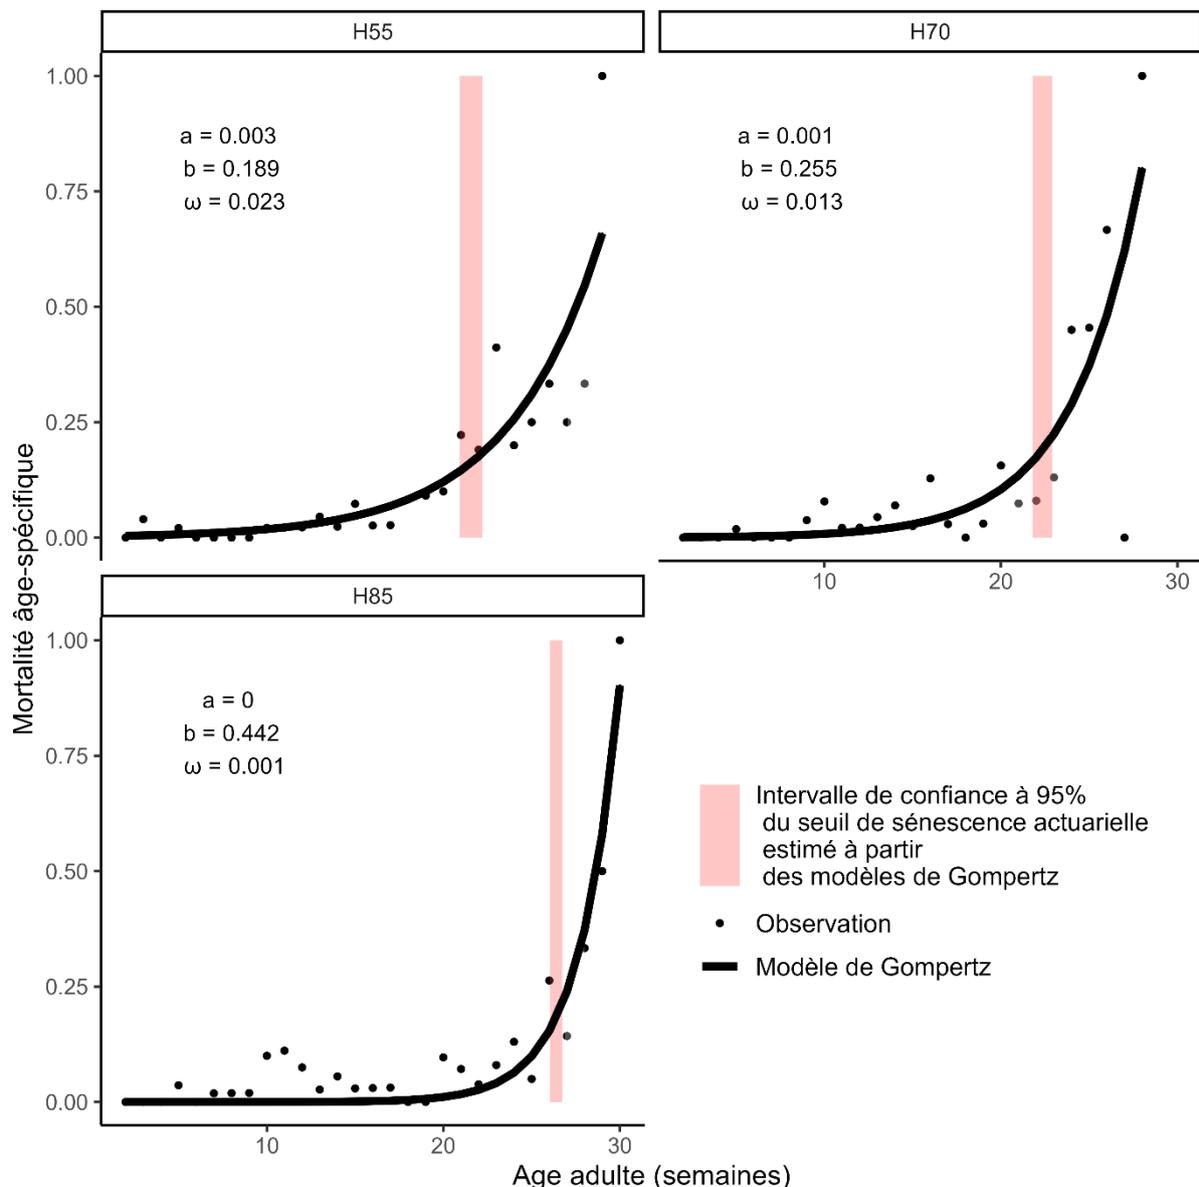 H55
H70
1.00
0.75
0.50
0.25
0.00
a = 0.003
b = 0.189
ω = 0.023
a = 0.001
b = 0.255
ω = 0.013
10
20
30
H85
1.00
0.75
0.50
0.25
0.00
a = 0
b = 0.442
ω = 0.001
10
20
30
Mortalité âge-spécifique
Age adulte (semaines)
Intervalle de confiance à 95%
du seuil de sénescence actuarielle
estimé à partir
des modèles de Gompertz
Observation
Modèle de Gompertz